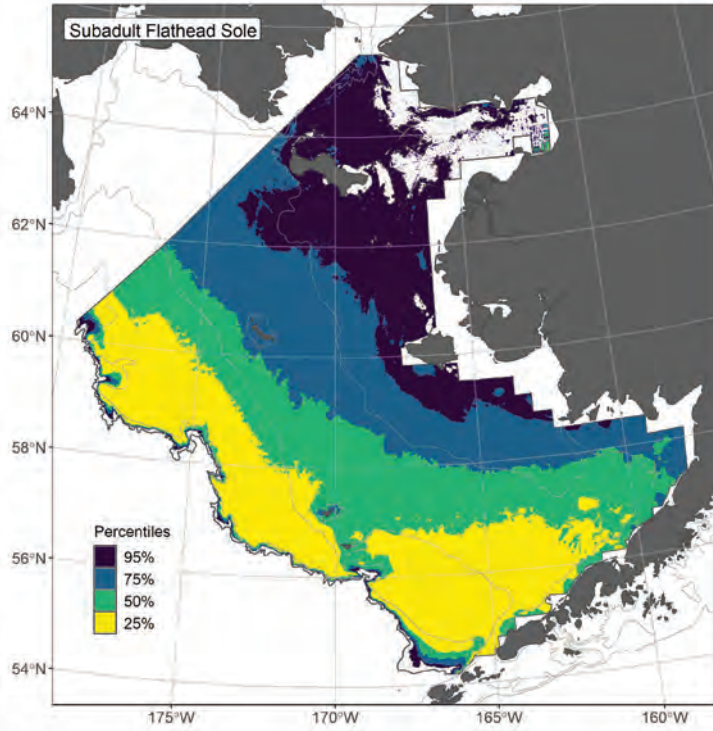 Subadult Flathead Sole
64°N
62°N
60°N
58°N
56°N
54°N
Percentiles
95%
75%
50%
25%
175°W
170°W
165°W
160°W